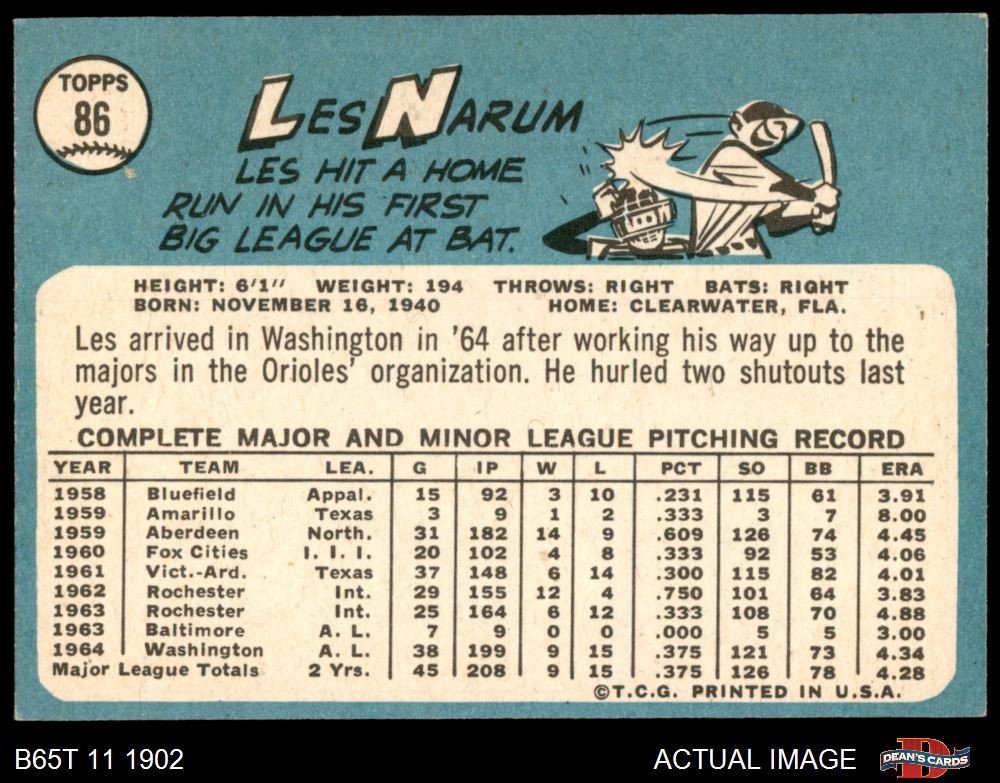 TOPPS
86
LES NARUM
LES HIT A HOME
RUN IN HIS FIRST
BIG LEAGUE AT BAT.
HEIGHT: 6'1" WEIGHT: 194 THROWS: RIGHT BATS: RIGHT
BORN: NOVEMBER 16, 1940 HOME: CLEARWATER, FLA.
Les arrived in Washington in '64 after working his way up to the
majors in the Orioles' organization. He hurled two shutouts last
year.
COMPLETE MAJOR AND MINOR LEAGUE PITCHING RECORD
YEAR TEAM LEA. G IP W L PCT SO BB ERA
1958 Bluefield Appal. 15 92 3 10 .231 115 61 3.91
1959 Amarillo Texas 3 9 1 2 .333 3 7 8.00
1959 Aberdeen North. 31 182 14 9 .609 126 74 4.45
1960 Fox Cities I. I. I. 20 102 4 8 .333 92 53 4.06
1961 Vict.-Ard. Texas 37 148 6 14 .300 115 82 4.01
1962 Rochester Int. 29 155 12 4 .750 101 64 3.83
1963 Rochester Int. 25 164 6 12 .333 108 70 4.88
1963 Baltimore A. L. 7 9 0 0 .000 5 5 3.00
1964 Washington A. L. 38 199 9 15 .375 121 73 4.34
Major League Totals 2 Yrs. 45 208 9 15 .375 126 78 4.28
©T.C.G. PRINTED IN U.S.A.
B65T 11 1902 ACTUAL IMAGE DEAN'S CARDS